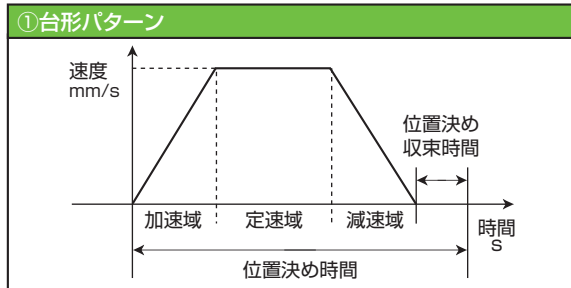 ①台形パターン
速度
mm/s
位置決め
収束時間
加速域
定速域
減速域
時間
s
位置決め時間